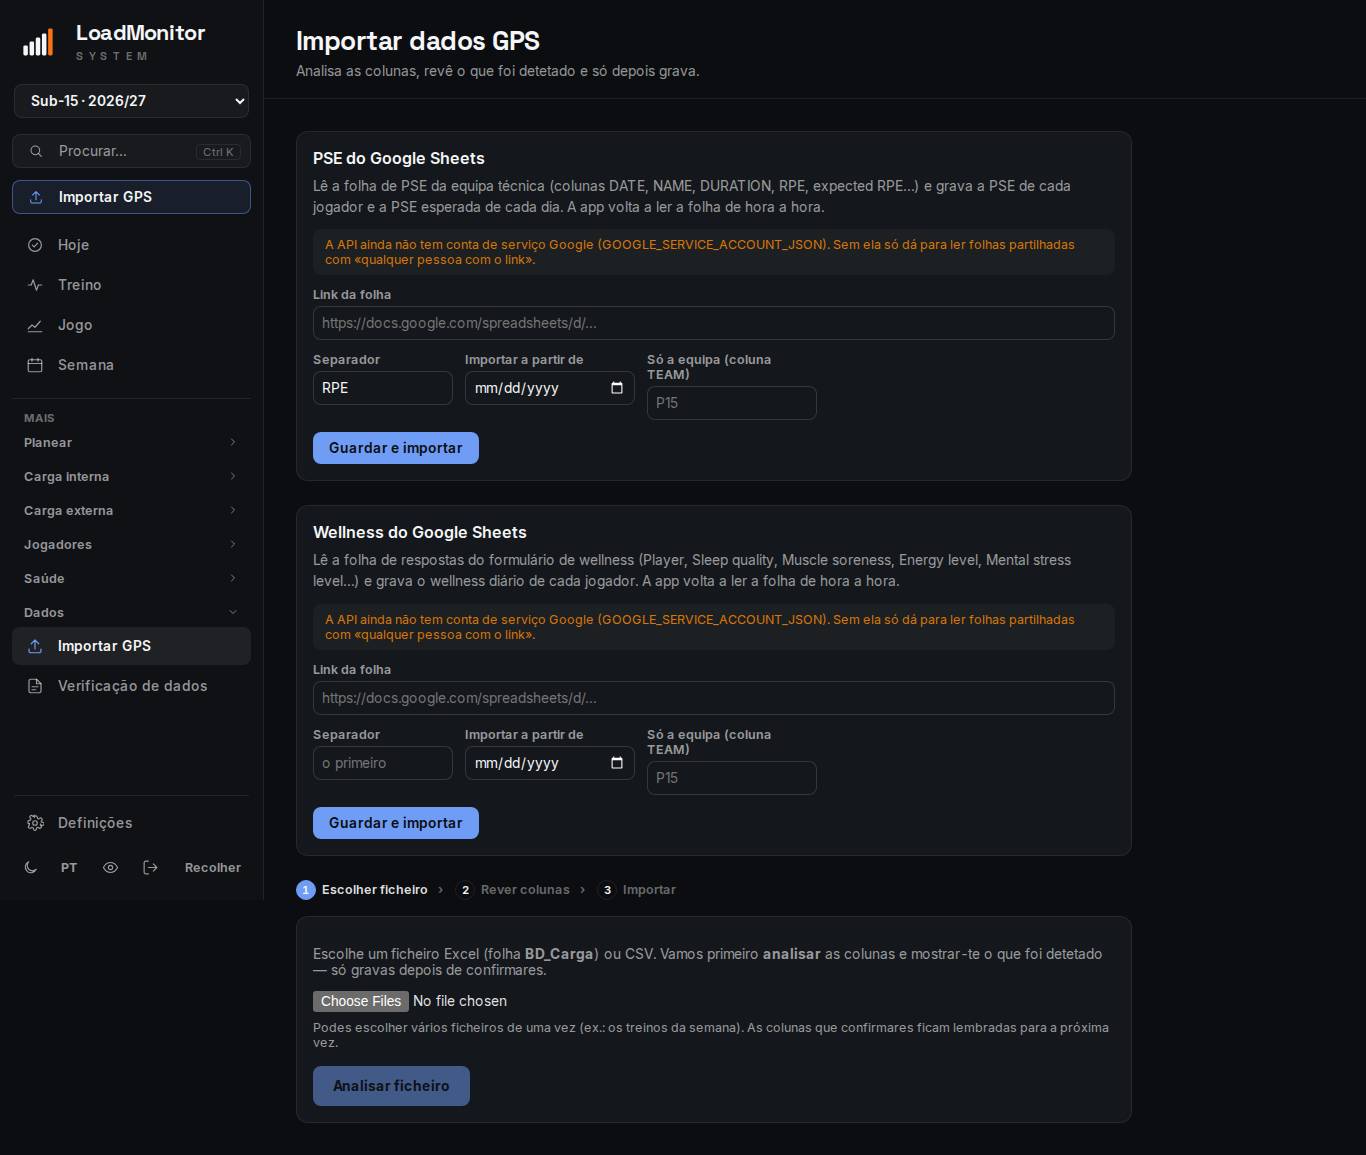 LoadMonitor
SYSTEM
Sub-15 · 2026/27
Procurar... Ctrl K
Importar GPS
Hoje
Treino
Jogo
Semana
MAIS
Planear
Carga interna
Carga externa
Jogadores
Saúde
Dados
Importar GPS
Verificação de dados
Definições
PT Recolher
Importar dados GPS
Analisa as colunas, revê o que foi detetado e só depois grava.
PSE do Google Sheets
Lê a folha de PSE da equipa técnica (colunas DATE, NAME, DURATION, RPE, expected RPE...) e grava a PSE de cada
jogador e a PSE esperada de cada dia. A app volta a ler a folha de hora a hora.
A API ainda não tem conta de serviço Google (GOOGLE_SERVICE_ACCOUNT_JSON). Sem ela só dá para ler folhas partilhadas
com «qualquer pessoa com o link».
Link da folha
https://docs.google.com/spreadsheets/d/...
Separador Importar a partir de Só a equipa (coluna
TEAM)
RPE mm/dd/yyyy P15
Guardar e importar
Wellness do Google Sheets
Lê a folha de respostas do formulário de wellness (Player, Sleep quality, Muscle soreness, Energy level, Mental stress
level...) e grava o wellness diário de cada jogador. A app volta a ler a folha de hora a hora.
A API ainda não tem conta de serviço Google (GOOGLE_SERVICE_ACCOUNT_JSON). Sem ela só dá para ler folhas partilhadas
com «qualquer pessoa com o link».
Link da folha
https://docs.google.com/spreadsheets/d/...
Separador Importar a partir de Só a equipa (coluna
TEAM)
o primeiro mm/dd/yyyy P15
Guardar e importar
1 Escolher ficheiro › 2 Rever colunas › 3 Importar
Escolhe um ficheiro Excel (folha BD_Carga) ou CSV. Vamos primeiro analisar as colunas e mostrar-te o que foi detetado
— só gravas depois de confirmares.
Choose Files No file chosen
Podes escolher vários ficheiros de uma vez (ex.: os treinos da semana). As colunas que confirmares ficam lembradas para a próxima
vez.
Analisar ficheiro